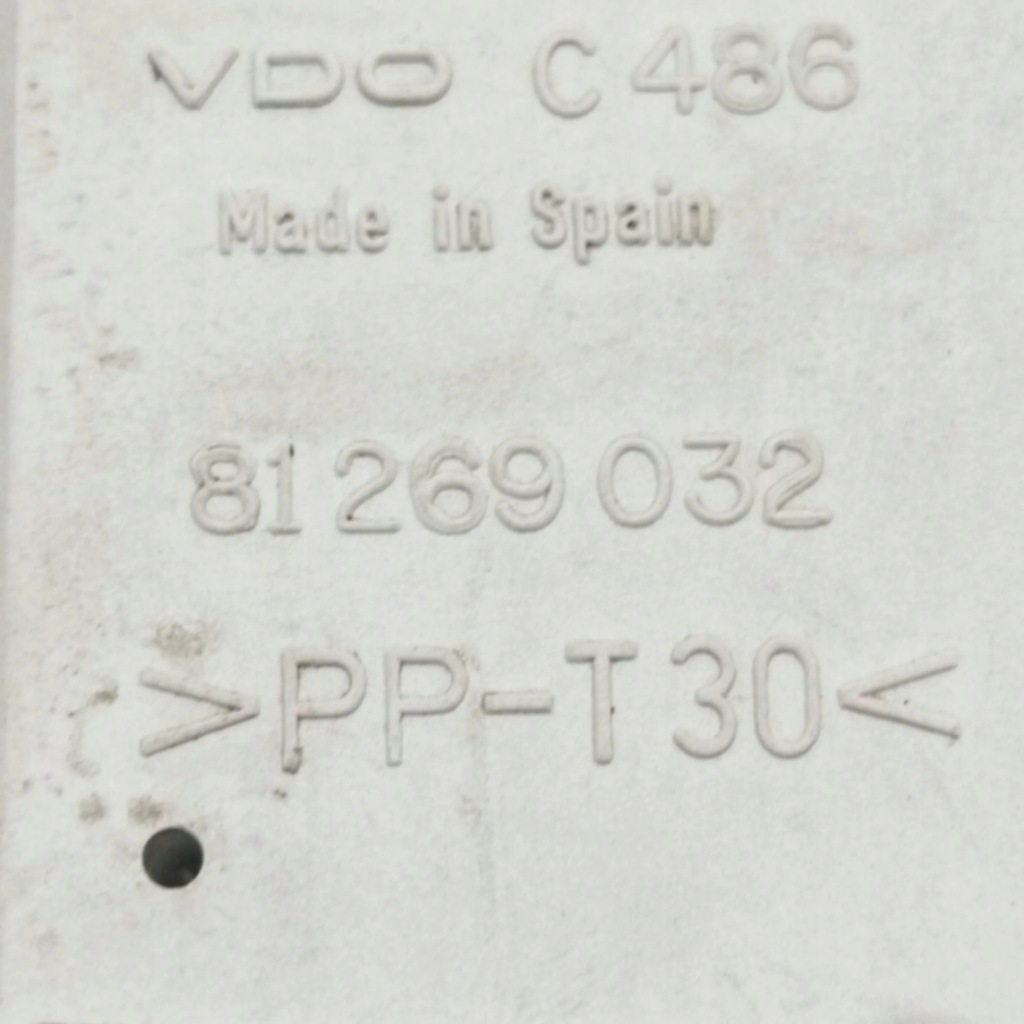 VDO C 486
Made in Spain
81 269 032
>PP-T30<